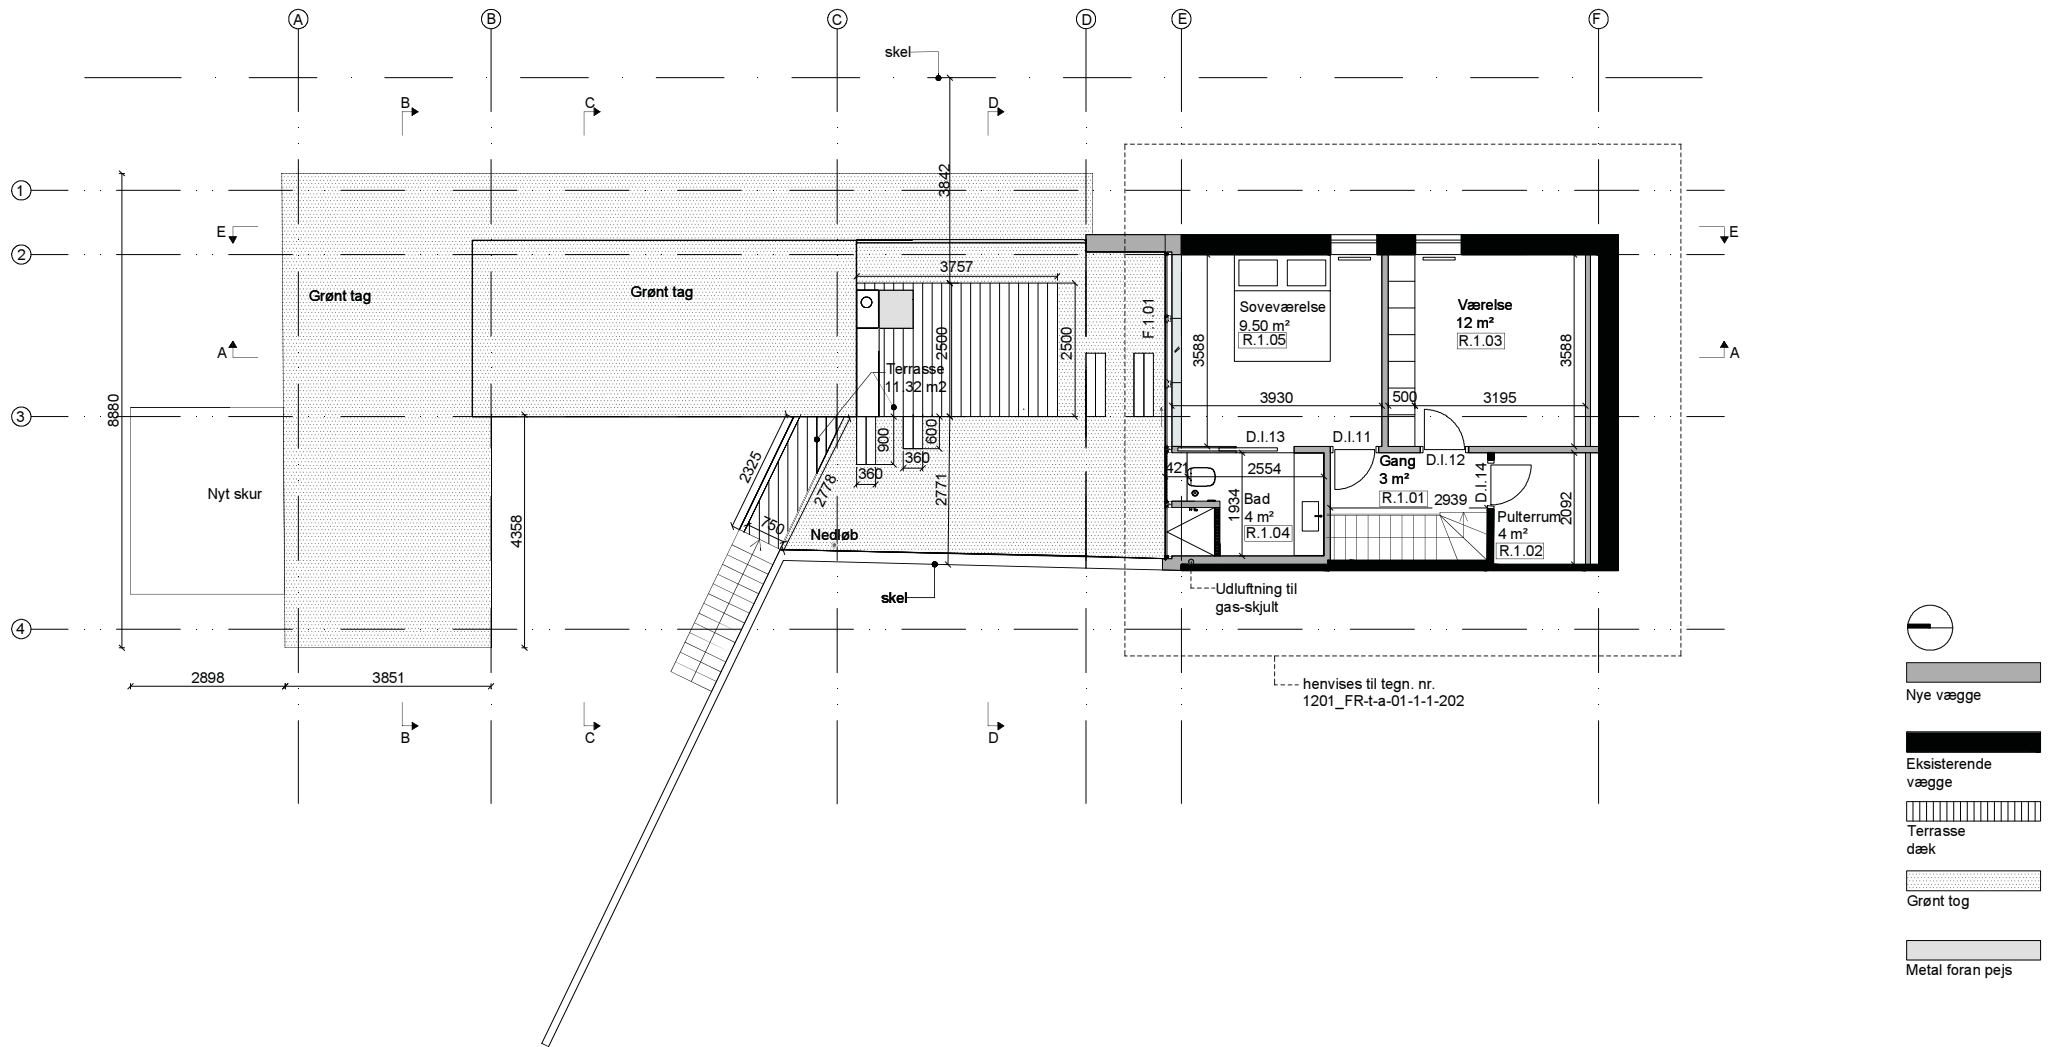 A
B
C
D
E
F
skel
B
C
D
3842
1
2
3
4
E
E
A
A
3757
Grønt tag
Grønt tag
F.1.01
Soveværelse
9.50 m²
R.1.05
Værelse
12 m²
R.1.03
2500
2500
3588
3588
Terrasse
11 32 m2
8880
3930
500
3195
900
600
360
360
D.I.13
D.I.11
D.I.12
D.I.14
2325
2778
750
2771
421
2554
1934
Gang
3 m²
R.1.01
2939
2092
Nyt skur
Bad
4 m²
R.1.04
Pulterrum
4 m²
R.1.02
4358
Nedløb
skel
Udluftning til
gas-skjult
2898
3851
henvises til tegn. nr.
1201_FR-t-a-01-1-1-202
B
C
D
Nye vægge
Eksisterende
vægge
Terrasse
dæk
Grønt tog
Metal foran pejs